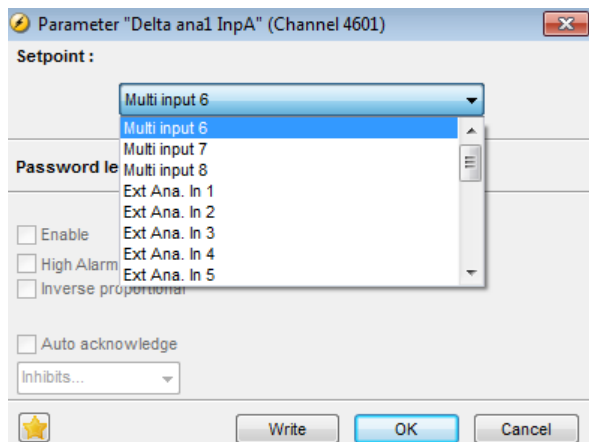 Parameter "Delta ana1 InpA" (Channel 4601)
Setpoint :
Multi input 6
Multi input 6
Multi input 7
Password le
Multi input 8
Ext Ana. In 1
Ext Ana. In 2
Enable
Ext Ana. In 3
High Alarm
Ext Ana. In 4
Ext Ana. In 5
Inverse proportional
Auto acknowledge
Inhibits...
Write
OK
Cancel